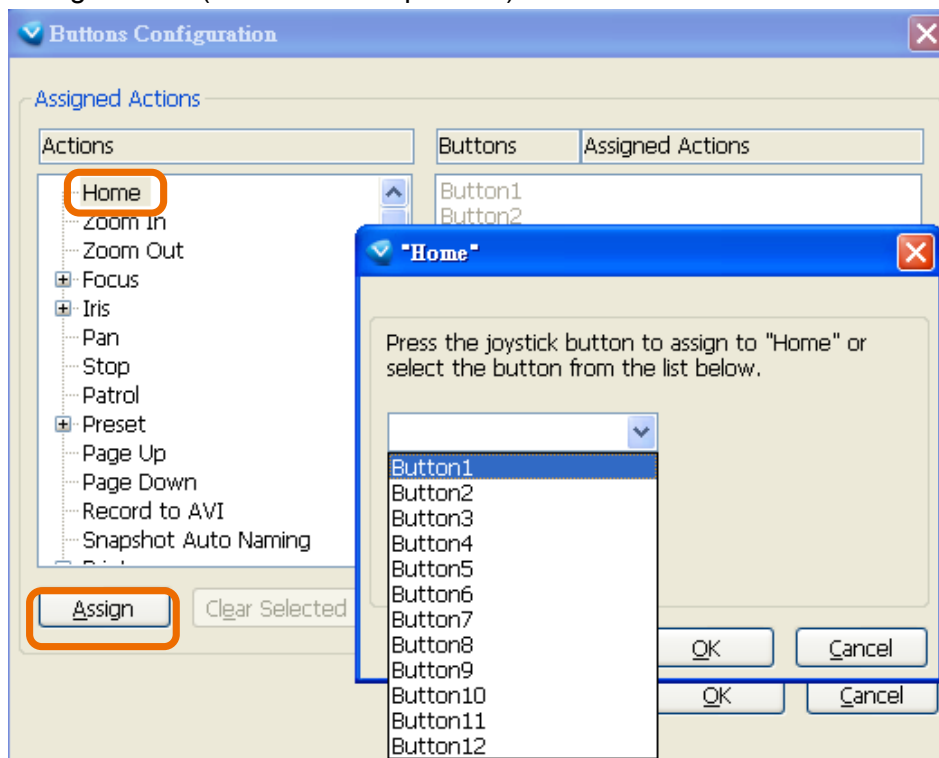 Buttons Configuration
Assigned Actions
Actions
Buttons
Assigned Actions
Home
Zoom In
Zoom Out
Focus
Iris
Pan
Stop
Patrol
Preset
Page Up
Page Down
Record to AVI
Snapshot Auto Naming
Button1
Button2
"Home"
Press the joystick button to assign to "Home" or
select the button from the list below.
Button1
Button2
Button3
Button4
Button5
Button6
Button7
Button8
Button9
Button10
Button11
Button12
OK
Cancel
Assign
Clear Selected
OK
Cancel